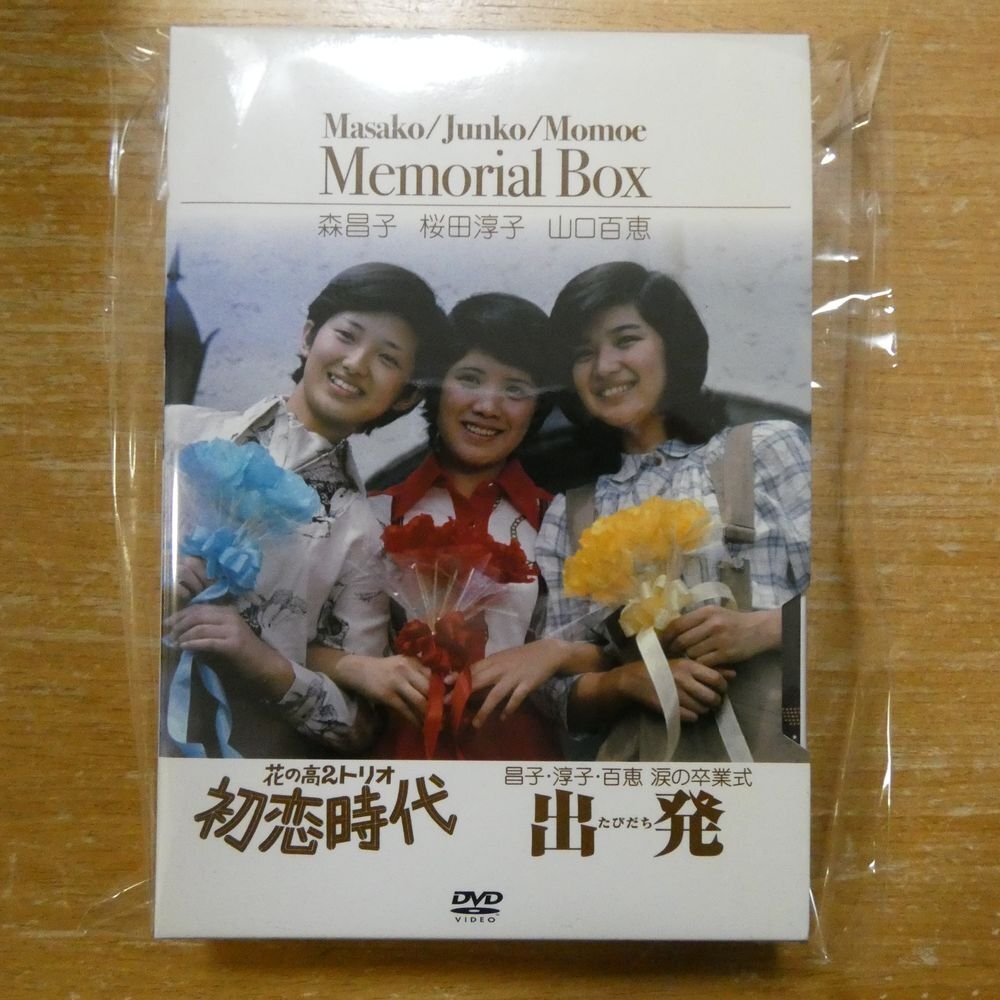 Masako/Junko/Momoe
Memorial Box
森昌子 桜田淳子 山口百恵
花の高2トリオ
初恋時代
昌子・淳子・百恵 涙の卒業式
出発
たびだち
DVD
VIDEO